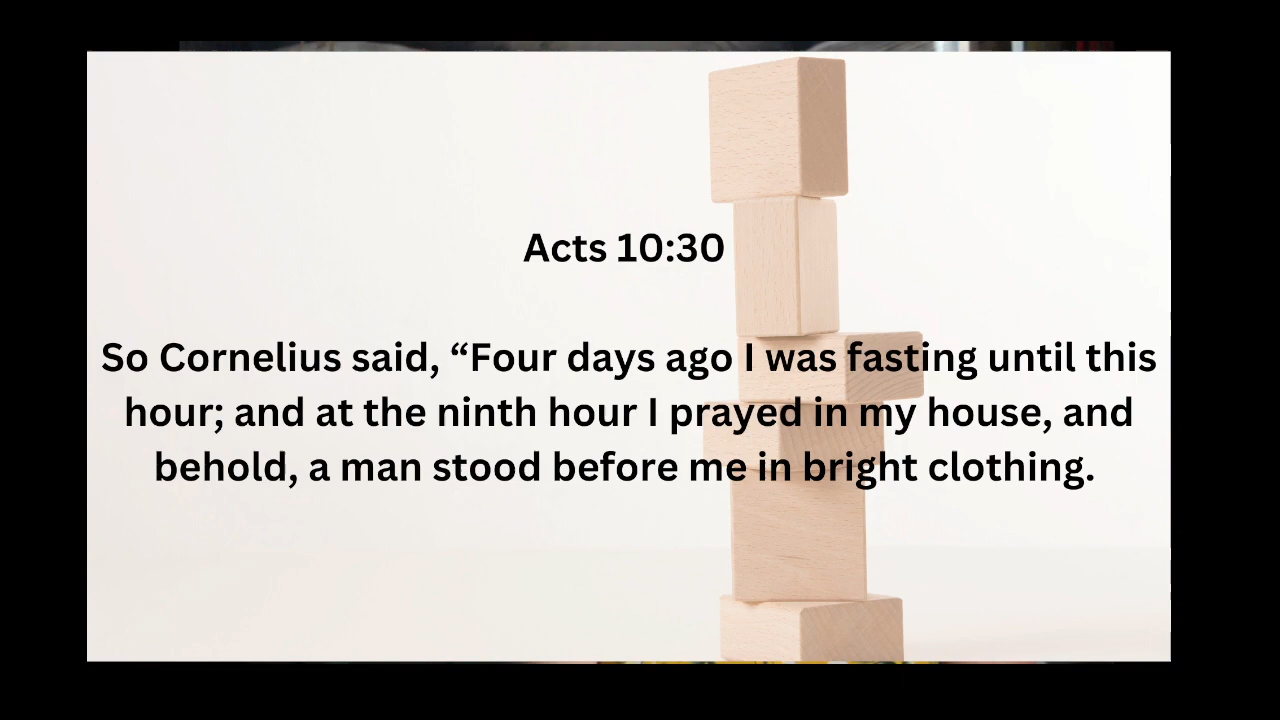 Acts 10:30
So Cornelius said, “Four days ago I was fasting until this
hour; and at the ninth hour I prayed in my house, and
behold, a man stood before me in bright clothing.